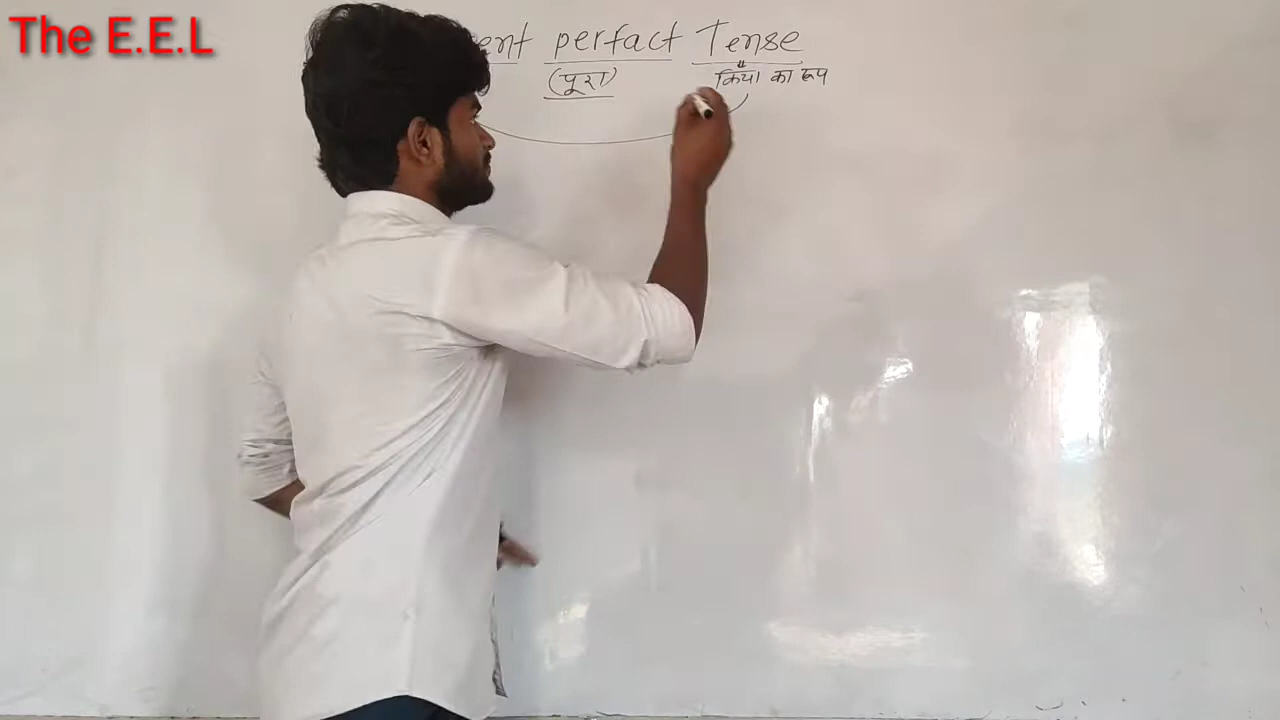 The E.E.L
ent perfact Tense
(पूरा) क्रिया का रूप